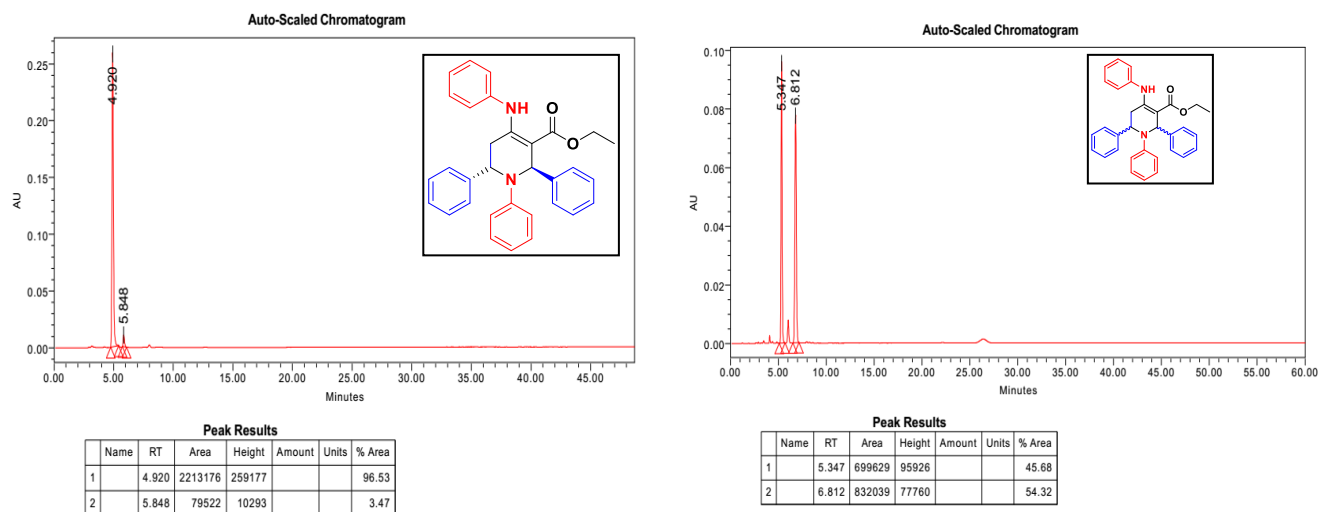 Auto-Scaled Chromatogram
AU
0.25
0.20
0.15
0.10
0.05
0.00
4.920
5.848
NH
O
O
N
0.00 5.00 10.00 15.00 20.00 25.00 30.00 35.00 40.00 45.00
Minutes
Peak Results
Name RT Area Height Amount Units % Area
1 4.920 2213176 259177 96.53
2 5.848 79522 10293 3.47
Auto-Scaled Chromatogram
AU
0.10
0.08
0.06
0.04
0.02
0.00
5.347
6.812
NH
O
O
N
0.00 5.00 10.00 15.00 20.00 25.00 30.00 35.00 40.00 45.00 50.00 55.00 60.00
Minutes
Peak Results
Name RT Area Height Amount Units % Area
1 5.347 699629 95926 45.68
2 6.812 832039 77760 54.32